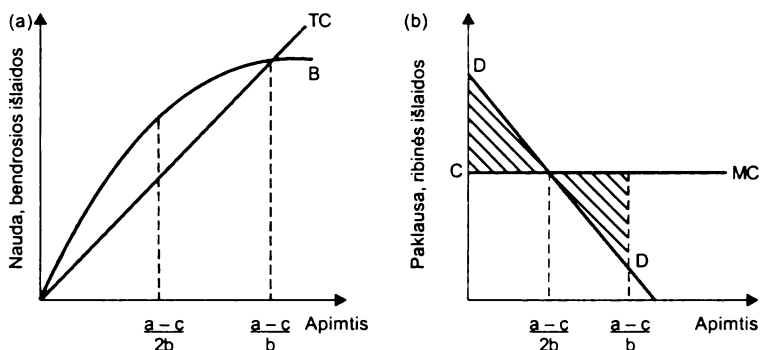 (a)
Nauda, bendrosios išlaidos
TC
B
a – c
2b
a – c
b
Apimtis
(b)
Paklausa, ribinės išlaidos
D
C
MC
D
a – c
2b
a – c
b
Apimtis